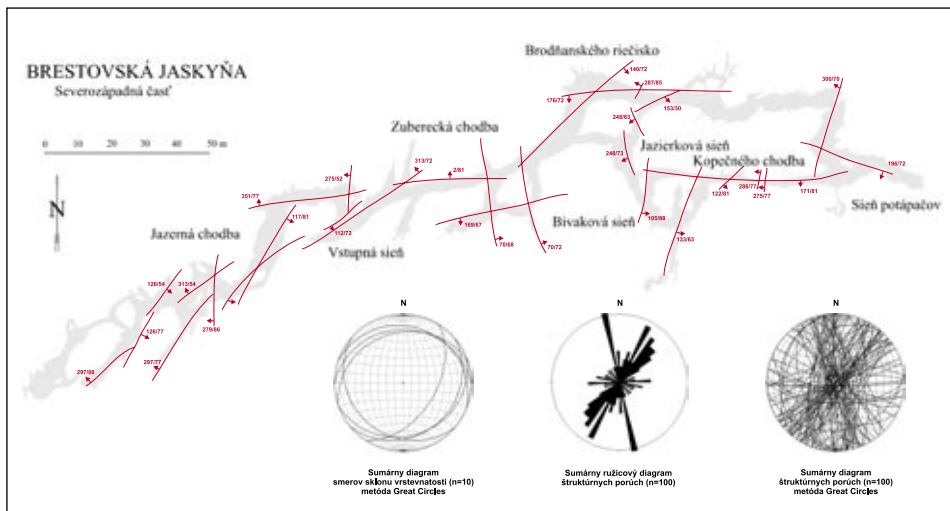 BRESTOVSKÁ JASKYŇA
Severozápadná časť
0 10 20 30 40 50 m
N
Brodňanského riečisko
Zuberecká chodba
Jazierková sieň
Kopečného chodba
Sieň potápačov
Bivaková sieň
Vstupná sieň
Jazerná chodba
140/72
287/85
176/72
153/30
248/63
300/70
248/73
196/72
122/81
286/77
275/77
171/81
105/98
133/63
313/72
2/81
275/52
351/77
117/61
112/72
169/67
70/68
70/72
126/54
313/54
279/86
126/77
297/77
297/88
N
N
N
Sumárny diagram
smerov sklonu vrstevnatosti (n=10)
metóda Great Circles
Sumárny ružicový diagram
štruktúrnych porúch (n=100)
Sumárny diagram
štruktúrnych porúch (n=100)
metóda Great Circles